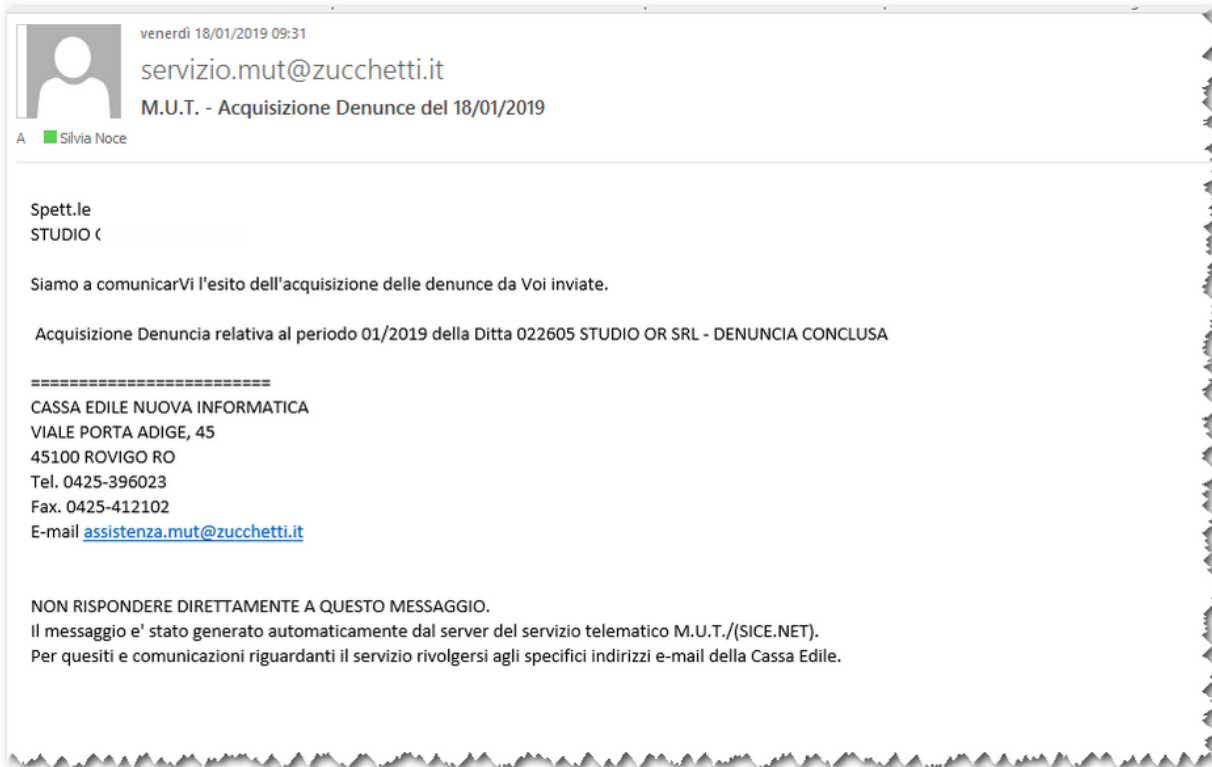 venerdì 18/01/2019 09:31
servizio.mut@zucchetti.it
M.U.T. - Acquisizione Denunce del 18/01/2019
A Silvia Noce
Spett.le
STUDIO
Siamo a comunicarVi l'esito dell'acquisizione delle denunce da Voi inviate.
Acquisizione Denuncia relativa al periodo 01/2019 della Ditta 022605 STUDIO OR SRL - DENUNCIA CONCLUSA
==========================
CASSA EDILE NUOVA INFORMATICA
VIALE PORTA ADIGE, 45
45100 ROVIGO RO
Tel. 0425-396023
Fax. 0425-412102
E-mail assistenza.mut@zucchetti.it
NON RISPONDERE DIRETTAMENTE A QUESTO MESSAGGIO.
Il messaggio e' stato generato automaticamente dal server del servizio telematico M.U.T./(SICE.NET).
Per quesiti e comunicazioni riguardanti il servizio rivolgersi agli specifici indirizzi e-mail della Cassa Edile.